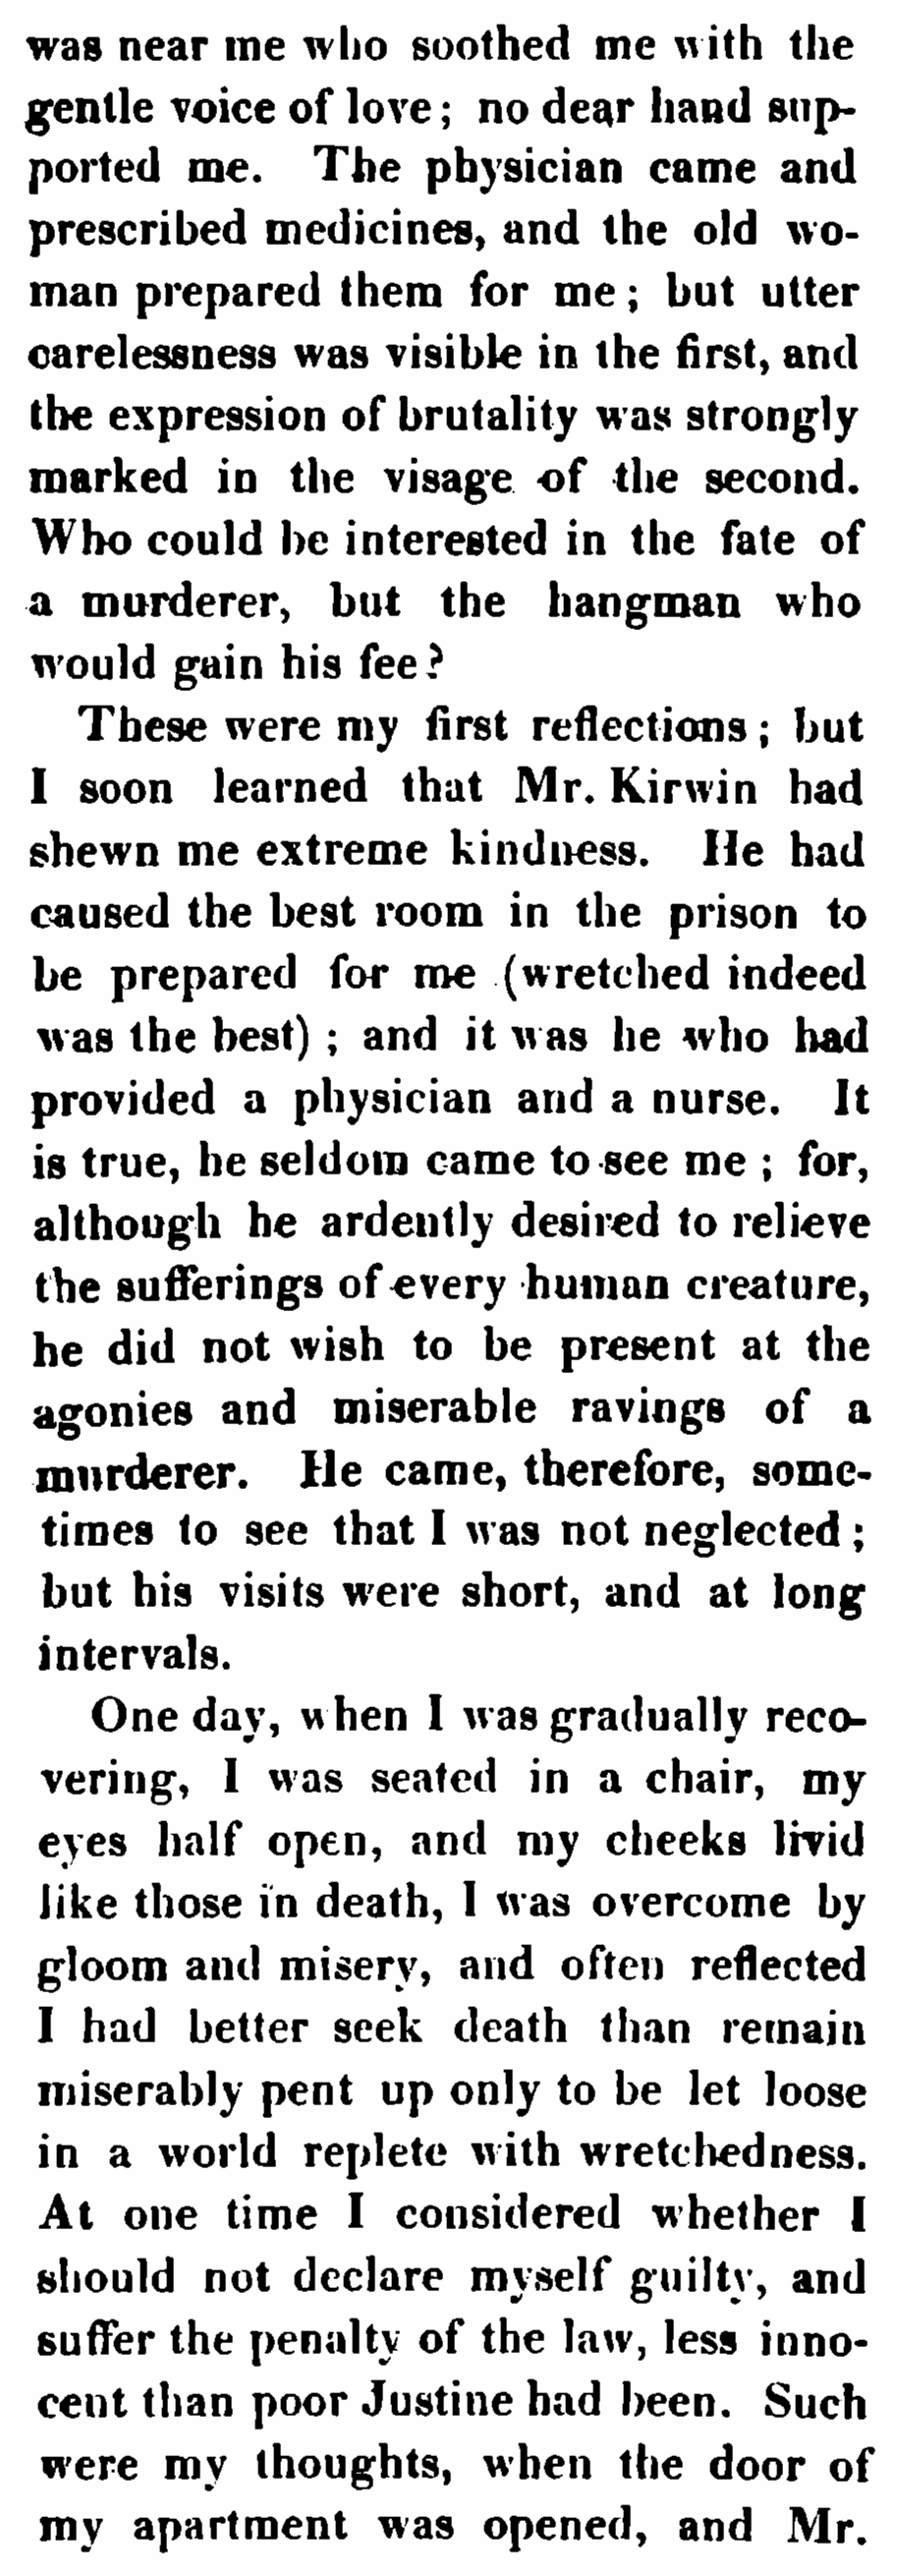 was near me who soothed me with the
gentle voice of love; no dear hand sup-
ported me. The physician came and
prescribed medicines, and the old wo-
man prepared them for me; but utter
carelessness was visible in the first, and
the expression of brutality was strongly
marked in the visage of the second.
Who could be interested in the fate of
a murderer, but the hangman who
would gain his fee?
These were my first reflections; but
I soon learned that Mr. Kirwin had
shewn me extreme kindness. He had
caused the best room in the prison to
be prepared for me (wretched indeed
was the best); and it was he who had
provided a physician and a nurse. It
is true, he seldom came to see me; for,
although he ardently desired to relieve
the sufferings of every human creature,
he did not wish to be present at the
agonies and miserable ravings of a
murderer. He came, therefore, some-
times to see that I was not neglected;
but his visits were short, and at long
intervals.
One day, when I was gradually reco-
vering, I was seated in a chair, my
eyes half open, and my cheeks livid
like those in death, I was overcome by
gloom and misery, and often reflected
I had better seek death than remain
miserably pent up only to be let loose
in a world replete with wretchedness.
At one time I considered whether I
should not declare myself guilty, and
suffer the penalty of the law, less inno-
cent than poor Justine had been. Such
were my thoughts, when the door of
my apartment was opened, and Mr.